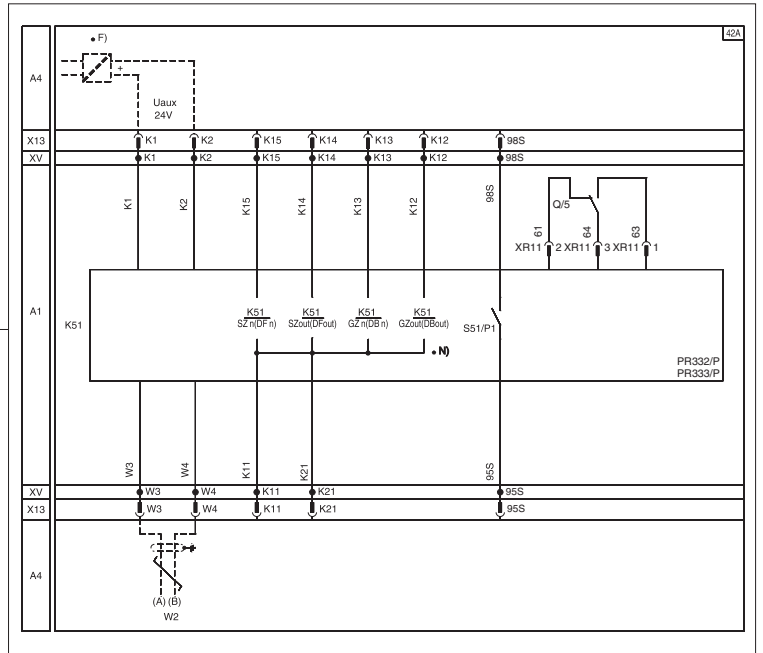 • F)
42A
A4
+
Uaux
24V
X13 K1 K2 K15 K14 K13 K12 98S
XV K1 K2 K15 K14 K13 K12 98S
K1 K2 K15 K14 K13 K12 98S
Q/5
61 64 63
XR11 2 XR11 3 XR11 1
A1
K51
K51 K51 K51 K51
SZ n(DF n) SZout(DFout) GZ n(DB n) GZout(DBout)
S51/P1
• N)
PR332/P
PR333/P
W3 W4 K11 K21 95S
XV W3 W4 K11 K21 95S
X13 W3 W4 K11 K21 95S
A4
(A) (B)
W2